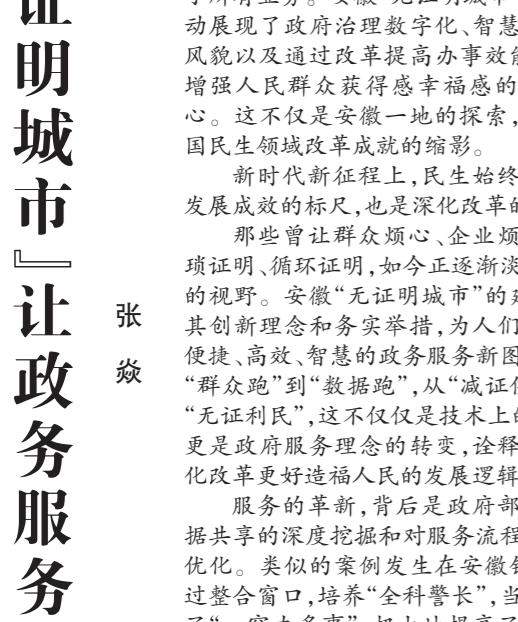 证明城市』让政务服务
张 焱
动展现了政府治理数字化、智慧
风貌以及通过改革提高办事效能
增强人民群众获得感幸福感的
心。这不仅是安徽一地的探索,
国民生领域改革成就的缩影。
新时代新征程上,民生始终
发展成效的标尺,也是深化改革的
那些曾让群众烦心、企业烦
琐证明、循环证明,如今正逐渐淡
的视野。安徽“无证明城市”的建
其创新理念和务实举措,为人们
便捷、高效、智慧的政务服务新图
“群众跑”到“数据跑”,从“减证便
“无证利民”,这不仅仅是技术上的
更是政府服务理念的转变,诠释
化改革更好造福人民的发展逻辑
服务的革新,背后是政府部
据共享的深度挖掘和对服务流程
优化。类似的案例发生在安徽铜
过整合窗口,培养“全科警长”,当